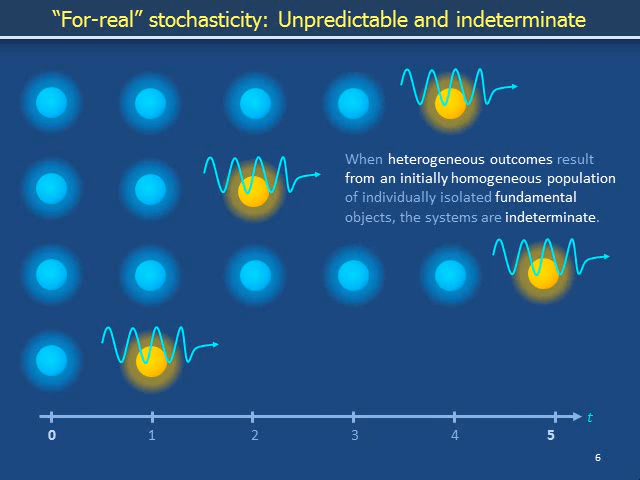 “For-real” stochasticity: Unpredictable and indeterminate
When heterogeneous outcomes result
from an initially homogeneous population
of individually isolated fundamental
objects, the systems are indeterminate.
t
0 1 2 3 4 5
6